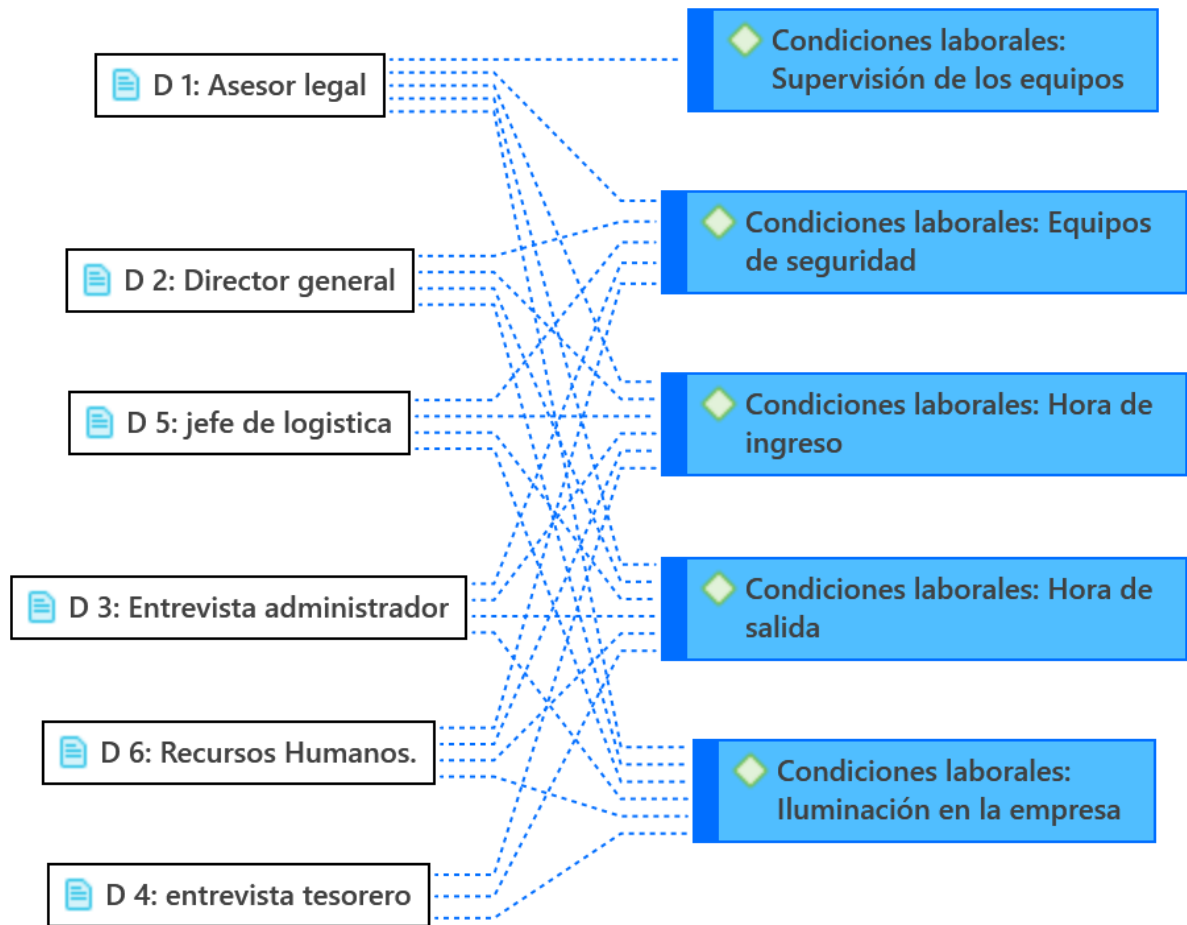 D 1: Asesor legal
D 2: Director general
D 5: jefe de logistica
D 3: Entrevista administrador
D 6: Recursos Humanos.
D 4: entrevista tesorero
Condiciones laborales:
Supervisión de los equipos
Condiciones laborales: Equipos
de seguridad
Condiciones laborales: Hora de
ingreso
Condiciones laborales: Hora de
salida
Condiciones laborales:
Iluminación en la empresa